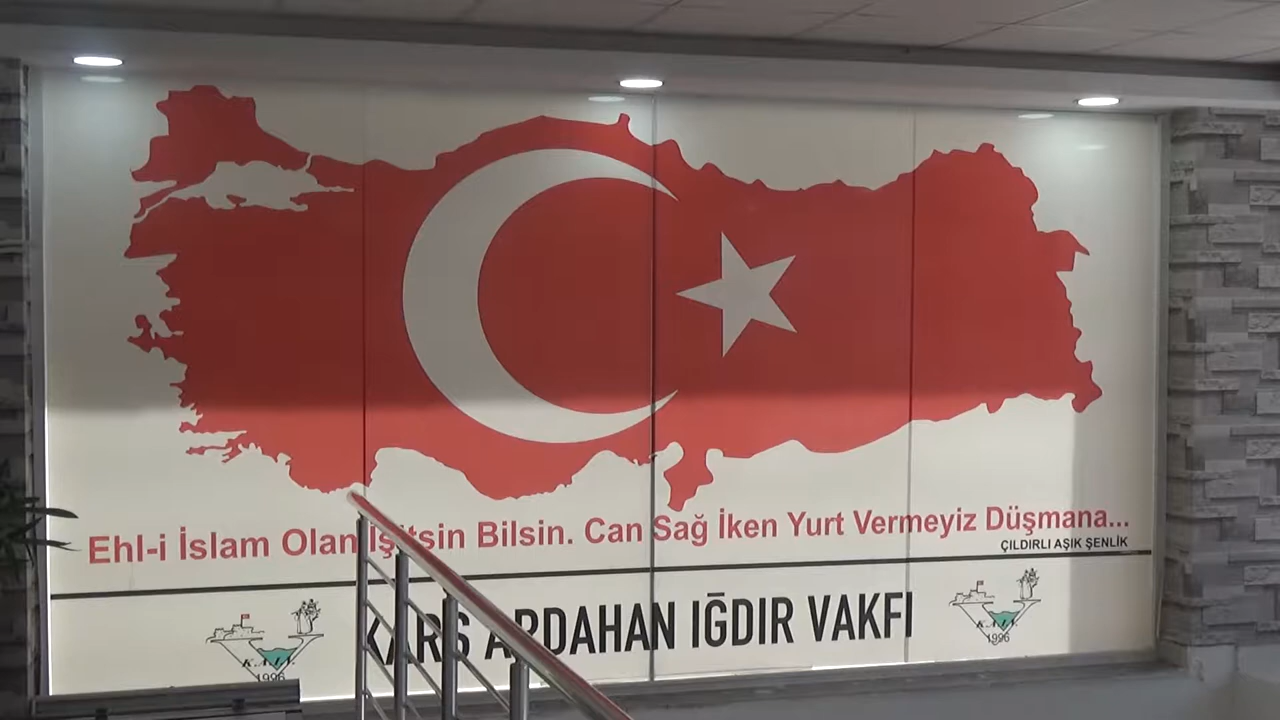 Ehl-i İslam Olan İşitsin Bilsin. Can Sağ İken Yurt Vermeyiz Düşmana...
ÇILDIRLI AŞIK ŞENLİK
KARS ARDAHAN IĞDIR VAKFI
K.A.I.V.
1996
K.A.I.V.
1996